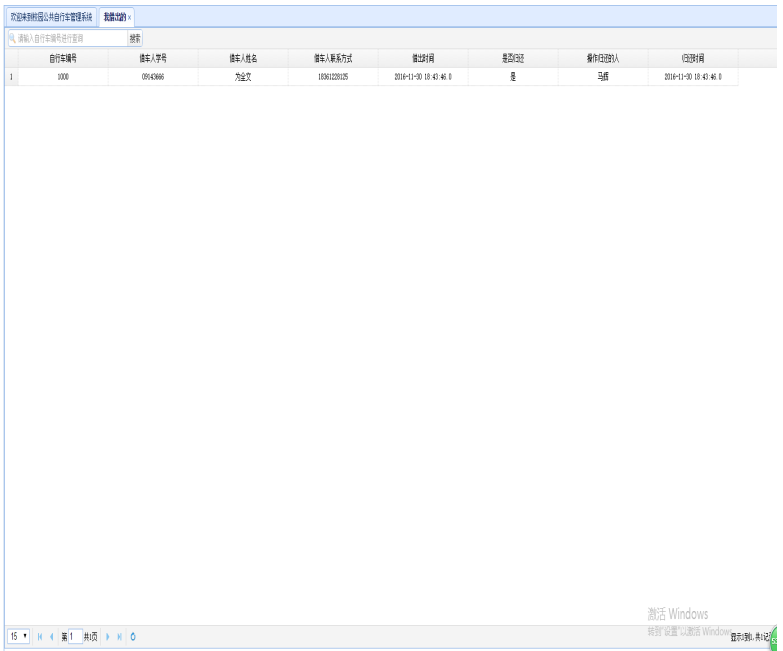 欢迎来到校园公共自行车管理系统 我借出的 ×
请输入自行车编号进行查询 搜索
自行车编号 借车人学号 借车人姓名 借车人联系方式 借出时间 是否归还 操作归还的人 归还时间
1 1000 09143666 为全文 18361228125 2016-11-30 18:43:46.0 是 马辉 2016-11-30 18:43:46.0
激活 Windows
转到"设置"以激活 Windows
15 第 1 共1页 显示1到1,共1记